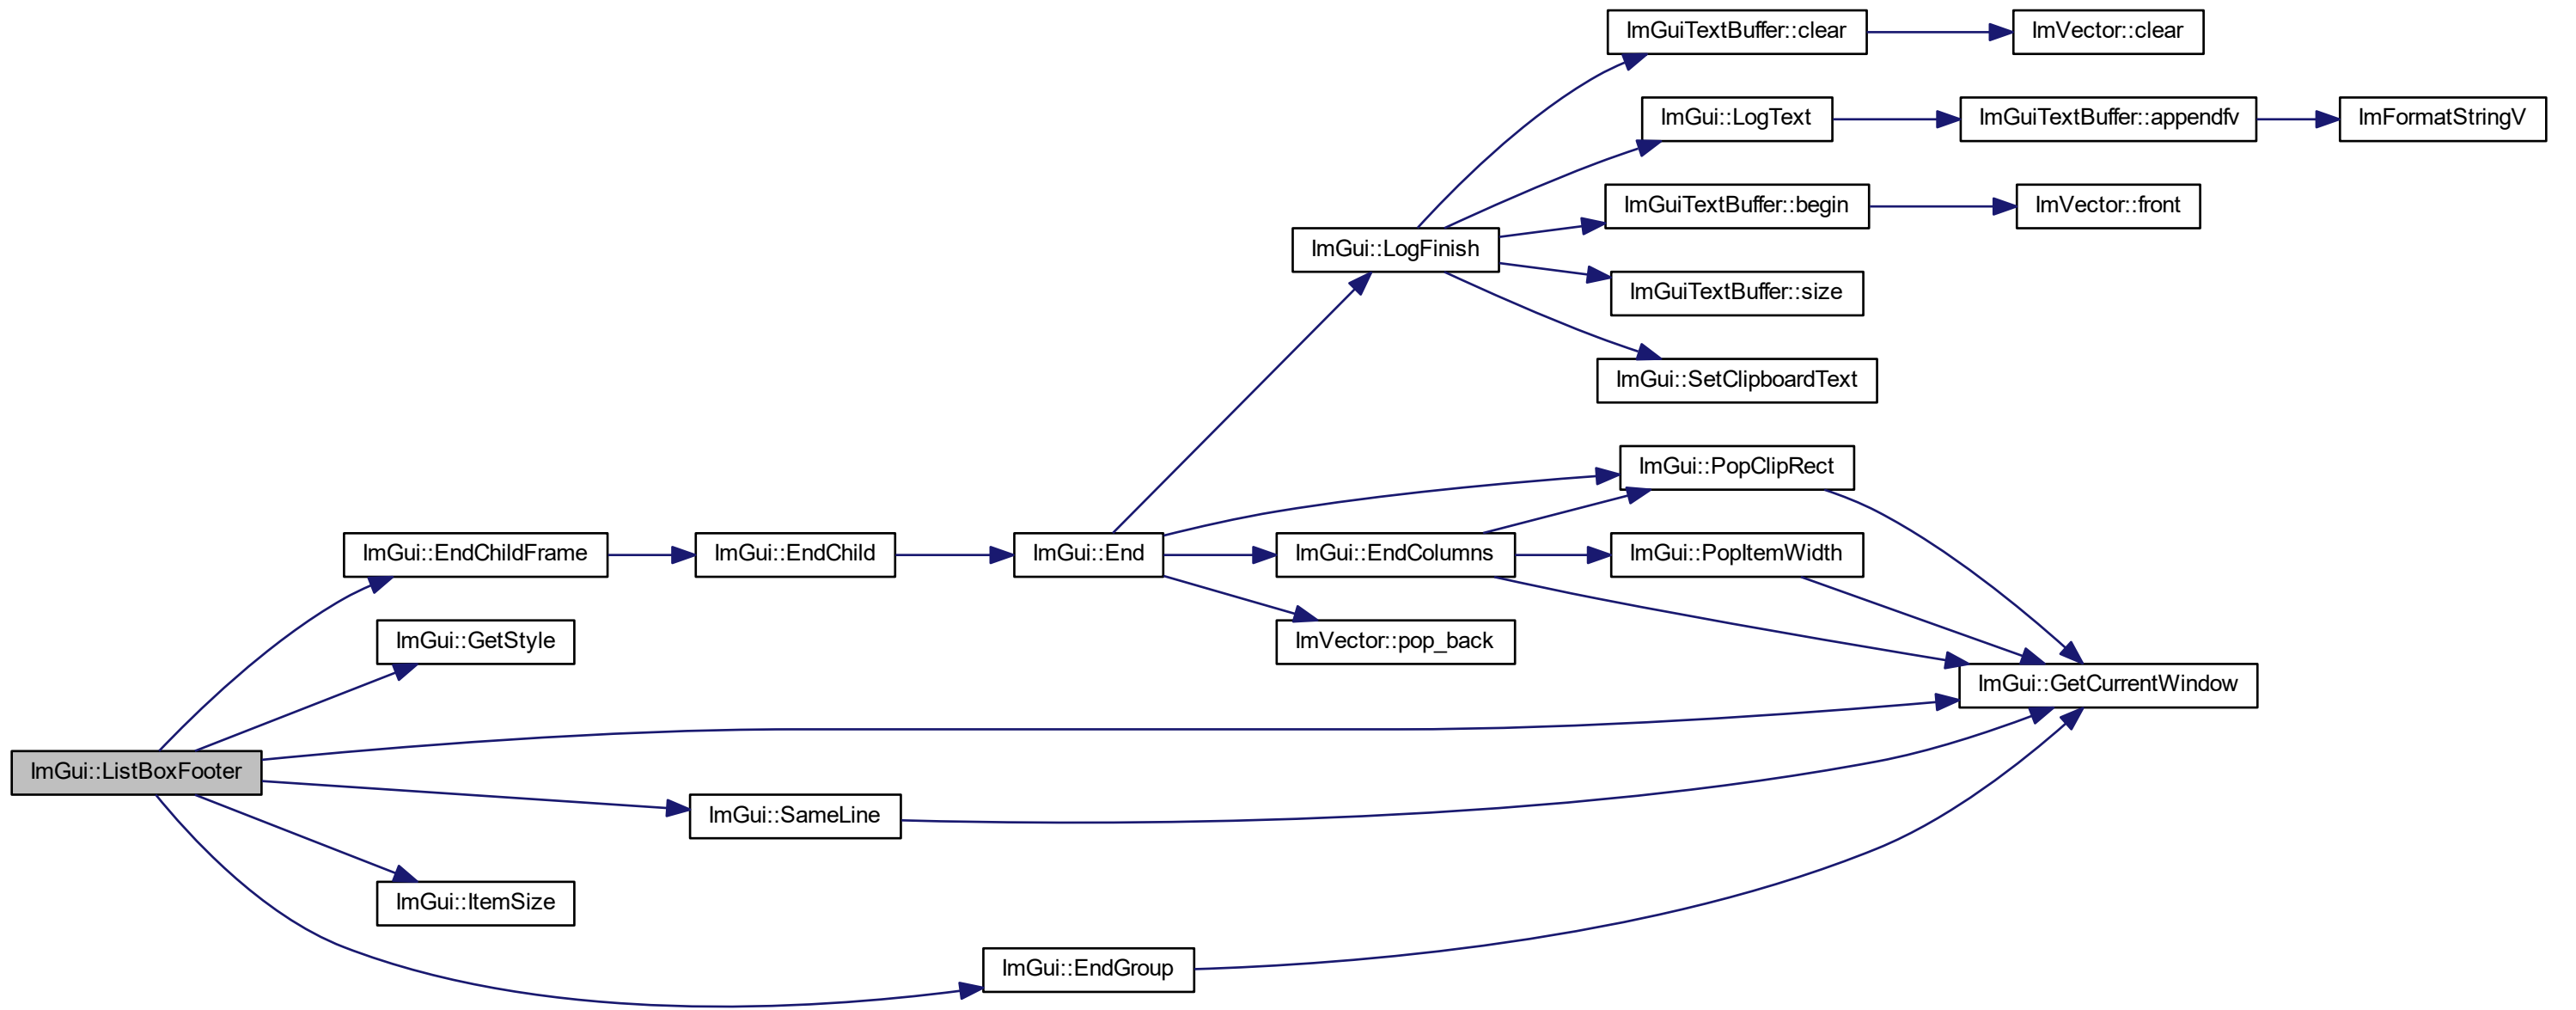 ImGuiTextBuffer::clear
ImVector::clear
ImGui::LogText
ImGuiTextBuffer::appendfv
ImFormatStringV
ImGuiTextBuffer::begin
ImVector::front
ImGui::LogFinish
ImGuiTextBuffer::size
ImGui::SetClipboardText
ImGui::PopClipRect
ImGui::EndChildFrame
ImGui::EndChild
ImGui::End
ImGui::EndColumns
ImGui::PopItemWidth
ImGui::GetStyle
ImVector::pop_back
ImGui::GetCurrentWindow
ImGui::ListBoxFooter
ImGui::SameLine
ImGui::ItemSize
ImGui::EndGroup